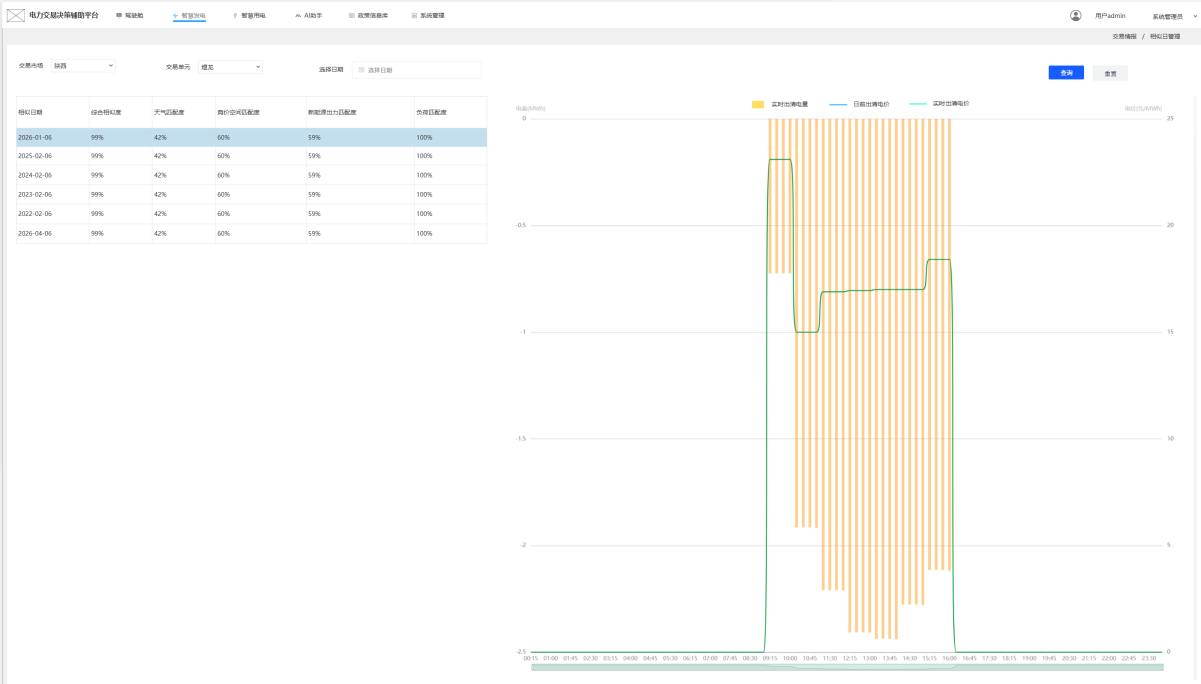 电力交易决策辅助平台 驾驶舱 智慧发电 智慧用电 AI助手 政策信息库 系统管理 用户admin 系统管理员
交易情报 / 相似日管理
交易市场 陕西 交易单元 煜龙 选择日期 选择日期 查询 重置
相似日期 综合相似度 天气匹配度 竞价空间匹配度 新能源出力匹配度 负荷匹配度
2026-01-06 99% 42% 60% 59% 100%
2025-02-06 99% 42% 60% 59% 100%
2024-02-06 99% 42% 60% 59% 100%
2023-02-06 99% 42% 60% 59% 100%
2022-02-06 99% 42% 60% 59% 100%
2026-04-06 99% 42% 60% 59% 100%
实时出清电量 日前出清电价 实时出清电价
电量(MWh) 电价(元/MWh)
0 25
-0.5 20
-1 15
-1.5 10
-2 5
-2.5 0
00:15 01:00 01:45 02:30 03:15 04:00 04:45 05:30 06:15 07:00 07:45 08:30 09:15 10:00 10:45 11:30 12:15 13:00 13:45 14:30 15:15 16:00 16:45 17:30 18:15 19:00 19:45 20:30 21:15 22:00 22:45 23:30